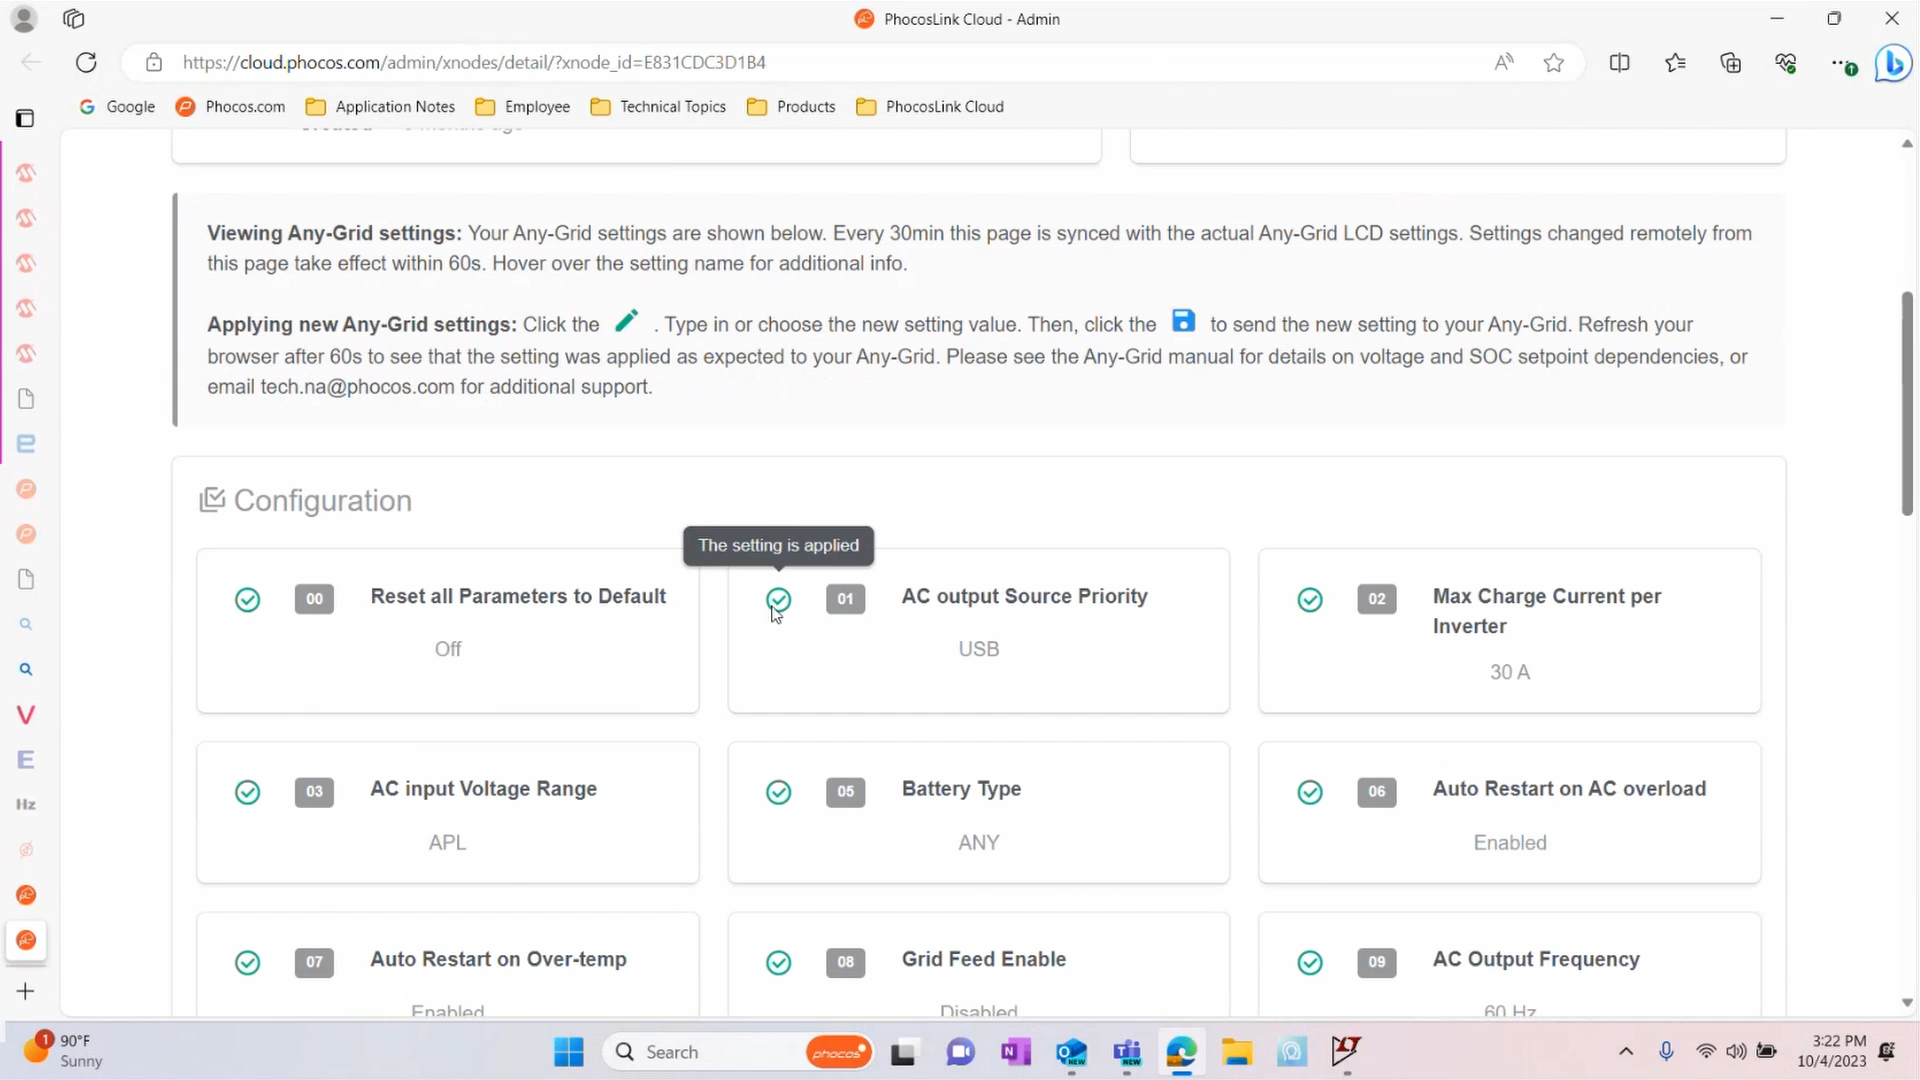 PhocosLink Cloud - Admin
https://cloud.phocos.com/admin/xnodes/detail/?xnode_id=E831CDC3D1B4
Google Phocos.com Application Notes Employee Technical Topics Products PhocosLink Cloud
Viewing Any-Grid settings: Your Any-Grid settings are shown below. Every 30min this page is synced with the actual Any-Grid LCD settings. Settings changed remotely from
this page take effect within 60s. Hover over the setting name for additional info.
Applying new Any-Grid settings: Click the . Type in or choose the new setting value. Then, click the to send the new setting to your Any-Grid. Refresh your
browser after 60s to see that the setting was applied as expected to your Any-Grid. Please see the Any-Grid manual for details on voltage and SOC setpoint dependencies, or
email tech.na@phocos.com for additional support.
Configuration
The setting is applied
00 Reset all Parameters to Default
Off
01 AC output Source Priority
USB
02 Max Charge Current per
Inverter
30 A
03 AC input Voltage Range
APL
05 Battery Type
ANY
06 Auto Restart on AC overload
Enabled
07 Auto Restart on Over-temp
Enabled
08 Grid Feed Enable
Disabled
09 AC Output Frequency
60 Hz
Hz
1
90°F
Sunny
Search
phocos
NEW
NEW
3:22 PM
10/4/2023